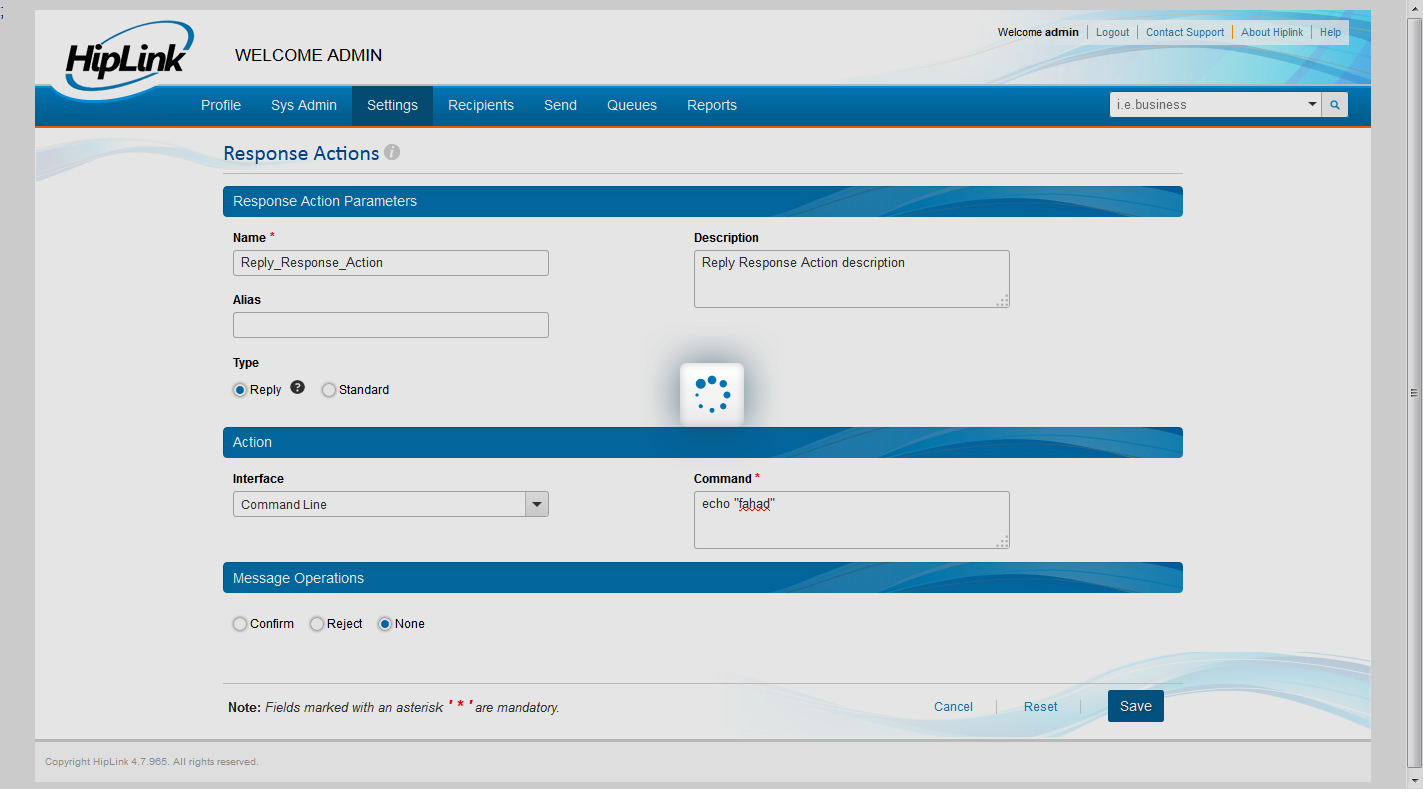 ;
HipLink
WELCOME ADMIN
Welcome admin Logout Contact Support About Hiplink Help
Profile Sys Admin Settings Recipients Send Queues Reports i.e.business
Response Actions i
Response Action Parameters
Name * Description
Reply_Response_Action Reply Response Action description
Alias
Type
Reply ? Standard
Action
Interface Command *
Command Line echo "fahad"
Message Operations
Confirm Reject None
Note: Fields marked with an asterisk ' * ' are mandatory. Cancel Reset Save
Copyright HipLink 4.7.965. All rights reserved.